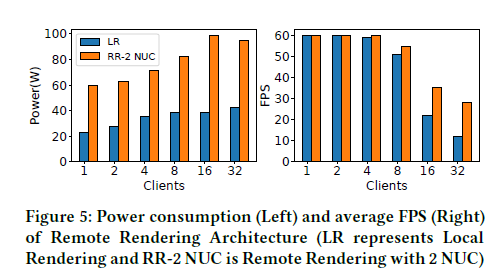 100
80
60
40
20
0
Power(W)
LR
RR-2 NUC
1 2 4 8 16 32
Clients
60
50
40
30
20
10
0
FPS
1 2 4 8 16 32
Clients
Figure 5: Power consumption (Left) and average FPS (Right)
of Remote Rendering Architecture (LR represents Local
Rendering and RR-2 NUC is Remote Rendering with 2 NUC)